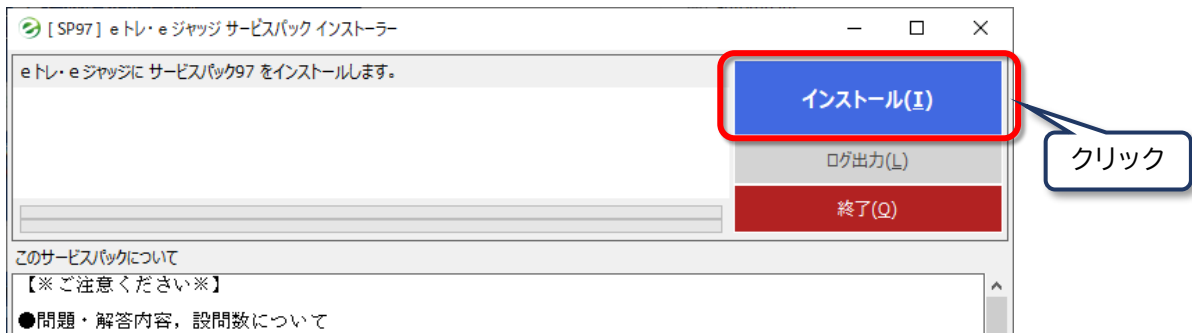 [ SP97 ] eトレ・eジャッジ サービスパック インストーラー
eトレ・eジャッジに サービスパック97 をインストールします。
インストール(I)
クリック
ログ出力(L)
終了(Q)
このサービスパックについて
【※ご注意ください※】
●問題・解答内容，設問数について